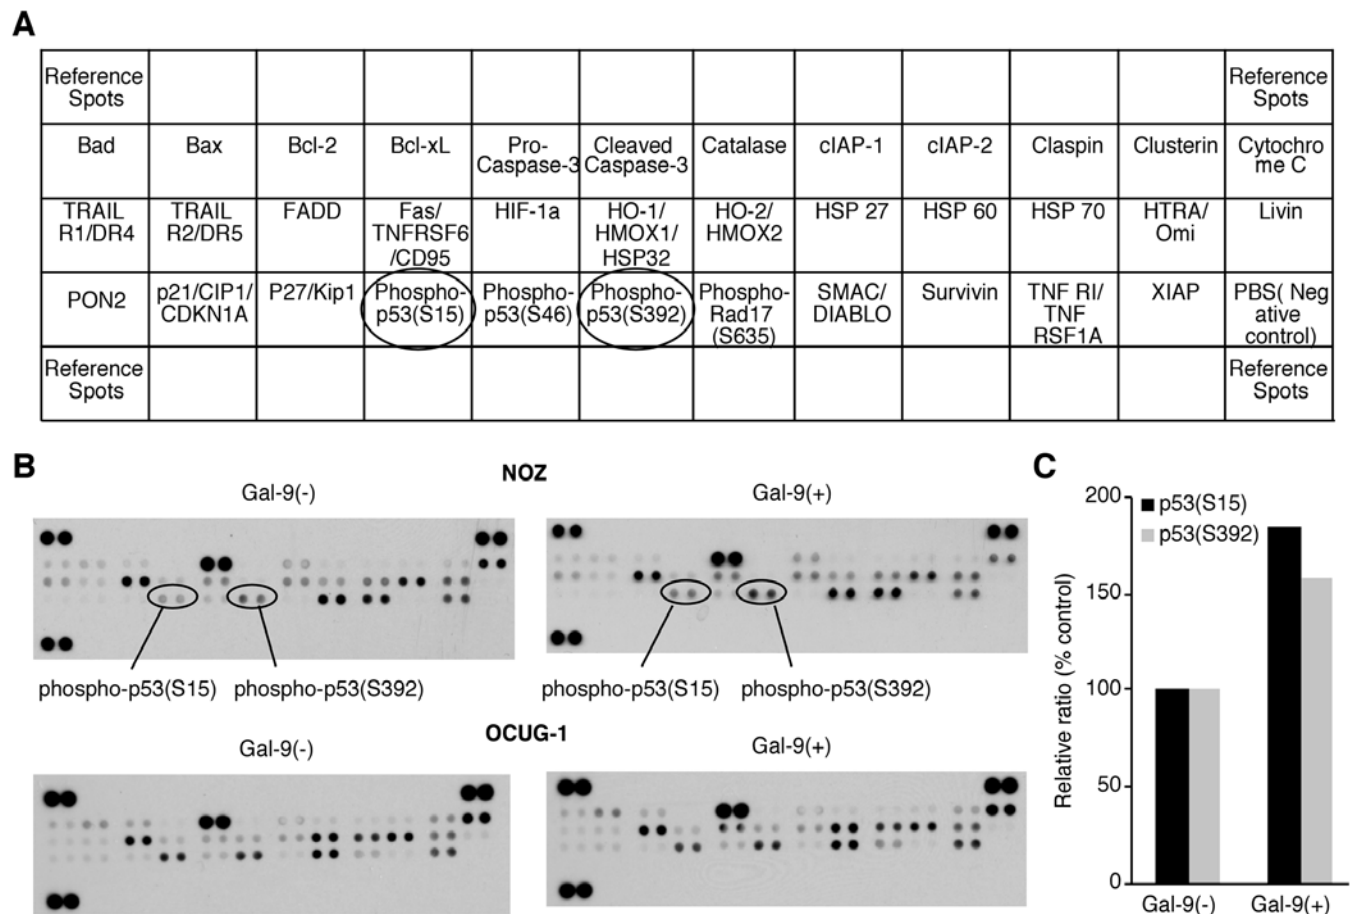 A
Reference
Spots
Reference
Spots
Bad
Bax
Bcl-2
Bcl-xL
Pro-
Caspase-3
Cleaved
Caspase-3
Catalase
cIAP-1
cIAP-2
Claspin
Clusterin
Cytochro
me C
TRAIL
R1/DR4
TRAIL
R2/DR5
FADD
Fas/
TNFRSF6
/CD95
HIF-1a
HO-1/
HMOX1/
HSP32
HO-2/
HMOX2
HSP 27
HSP 60
HSP 70
HTRA/
Omi
Livin
PON2
p21/CIP1/
CDKN1A
P27/Kip1
Phospho-
p53(S15)
Phospho-
p53(S46)
Phospho-
p53(S392)
Phospho-
Rad17
(S635)
SMAC/
DIABLO
Survivin
TNF RI/
TNF
RSF1A
XIAP
PBS( Neg
ative
control)
Reference
Spots
Reference
Spots
B
NOZ
Gal-9(-)
Gal-9(+)
phospho-p53(S15)
phospho-p53(S392)
phospho-p53(S15)
phospho-p53(S392)
OCUG-1
Gal-9(-)
Gal-9(+)
C
p53(S15)
p53(S392)
Relative ratio (% control)
200
150
100
50
0
Gal-9(-)
Gal-9(+)